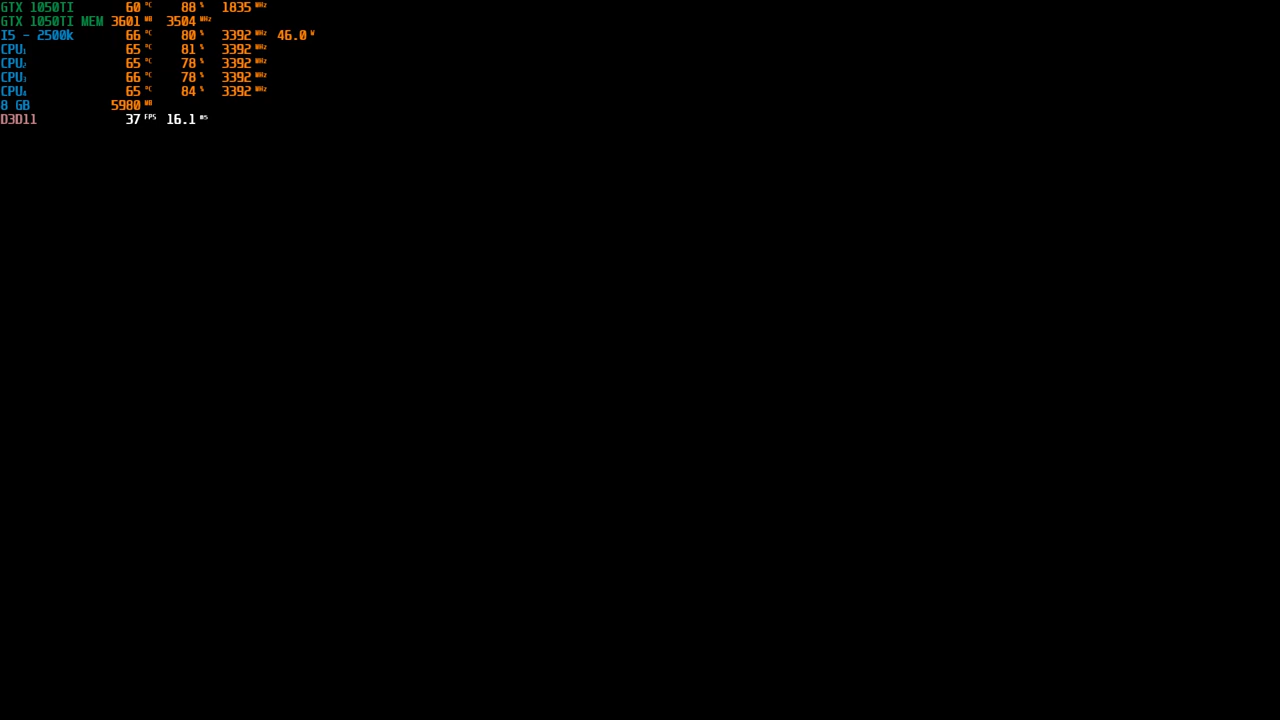 GTX 1050TI 60 °C 88 % 1835 MHz
GTX 1050TI MEM 3601 MB 3504 MHz
I5 - 2500k 66 °C 80 % 3392 MHz 46.0 W
CPU1 65 °C 81 % 3392 MHz
CPU2 65 °C 78 % 3392 MHz
CPU3 66 °C 78 % 3392 MHz
CPU4 65 °C 84 % 3392 MHz
8 GB 5980 MB
D3D11 37 FPS 16.1 ms